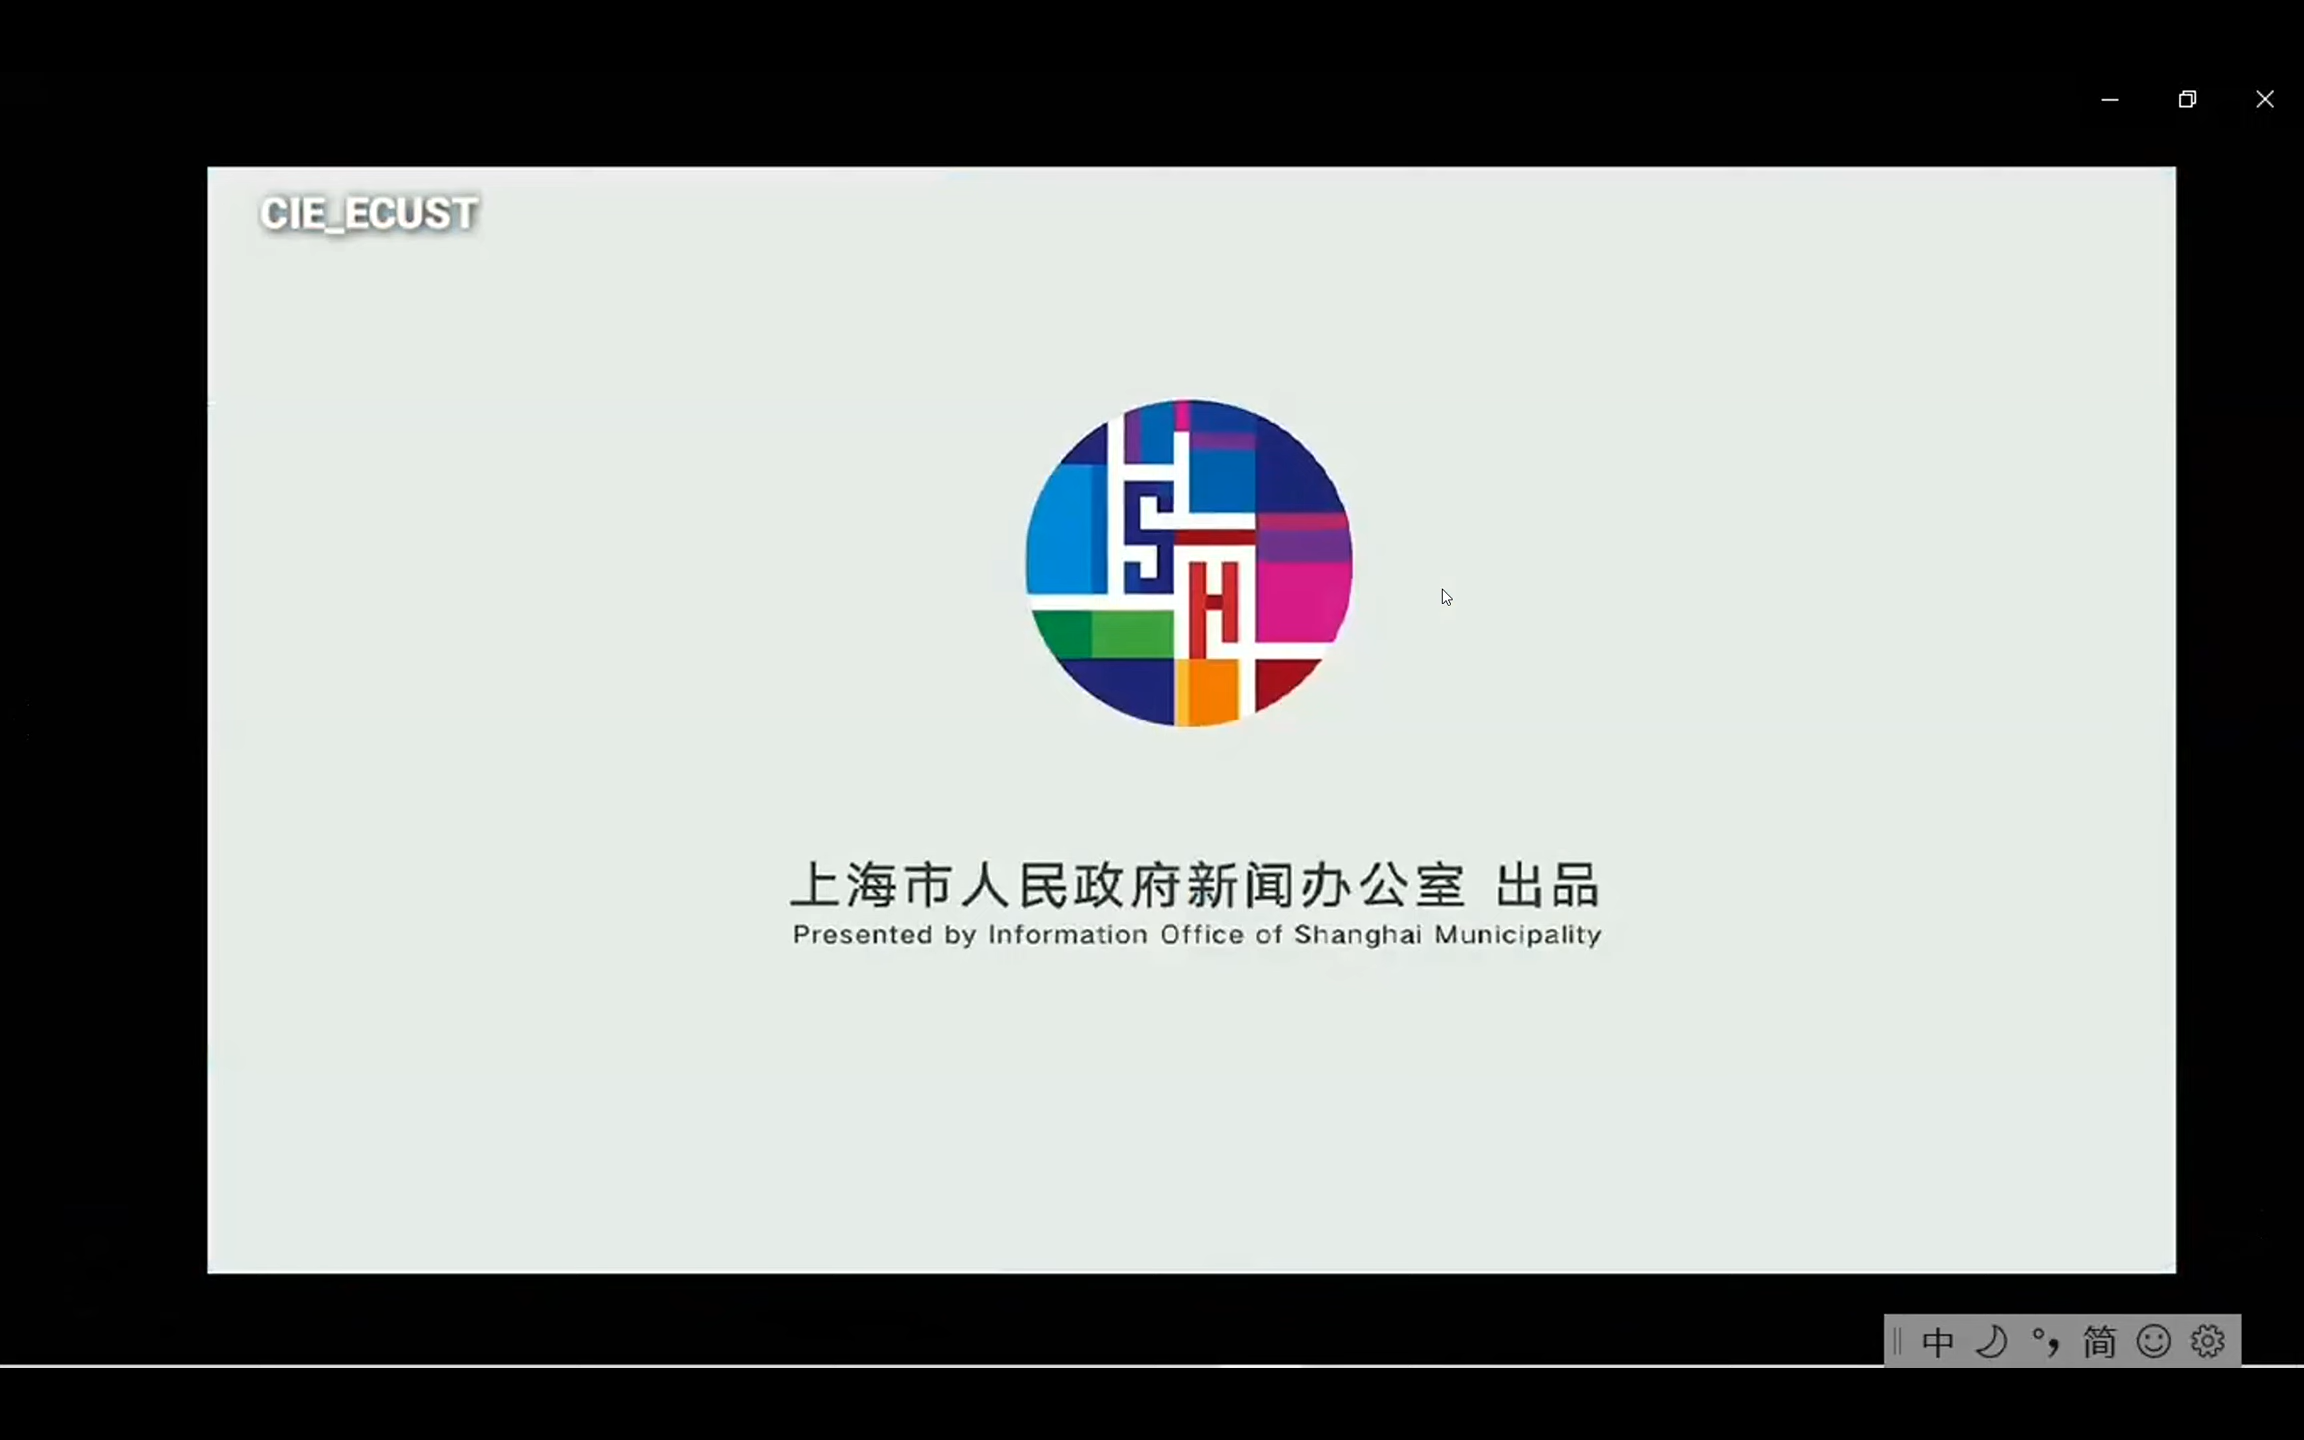 CIE_ECUST
SH
上海市人民政府新闻办公室 出品
Presented by Information Office of Shanghai Municipality
中 °, 简